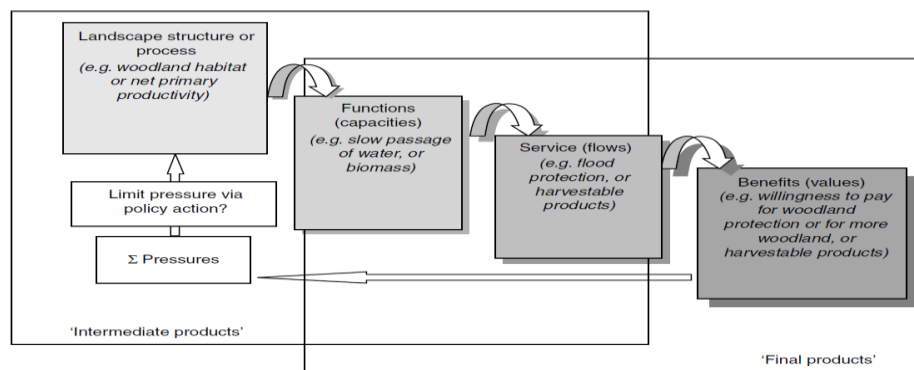 Landscape structure or
process
(e.g. woodland habitat
or net primary
productivity)
Functions
(capacities)
(e.g. slow passage
of water, or
biomass)
Service (flows)
(e.g. flood
protection, or
harvestable
products)
Benefits (values)
(e.g. willingness to pay
for woodland
protection or for more
woodland, or
harvestable products)
Limit pressure via
policy action?
Σ Pressures
‘Intermediate products’
‘Final products’